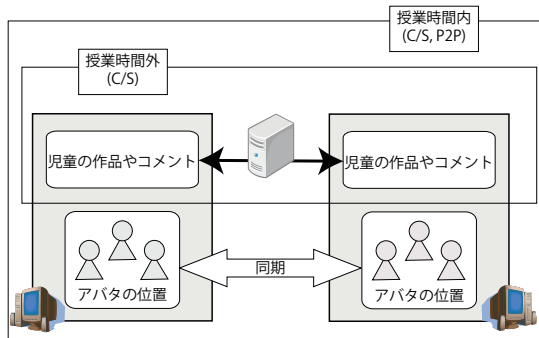 授業時間内
(C/S, P2P)
授業時間外
(C/S)
児童の作品やコメント
児童の作品やコメント
同期
アバタの位置
アバタの位置